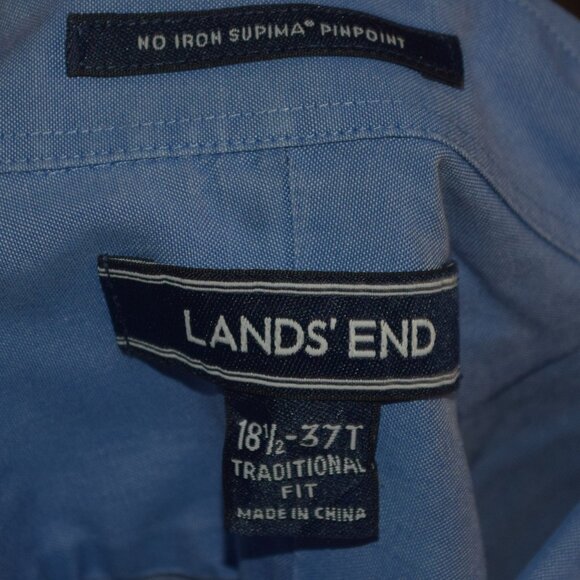 NO IRON SUPIMA® PINPOINT
LANDS' END
18½-37T
TRADITIONAL
FIT
MADE IN CHINA